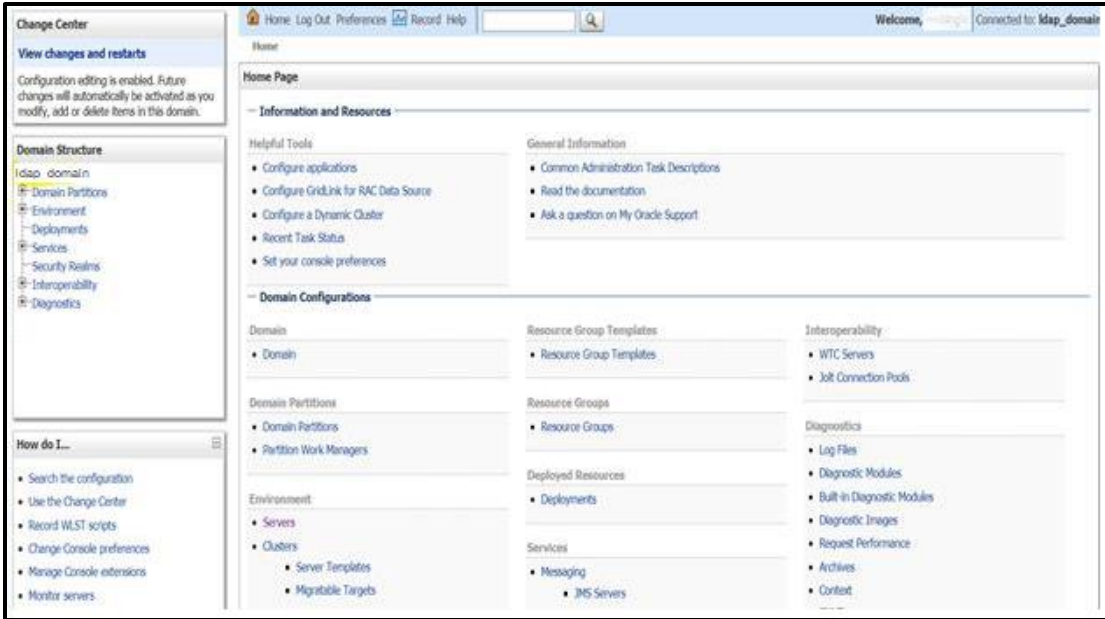 Change Center
View changes and restarts
Configuration editing is enabled. Future
changes will automatically be activated as you
modify, add or delete items in this domain.
Domain Structure
ldap_domain
Domain Partitions
Environment
Deployments
Services
Security Realms
Interoperability
Diagnostics
How do I...
Search the configuration
Use the Change Center
Record WLST scripts
Change Console preferences
Manage Console extensions
Monitor servers
Home Log Out Preferences Record Help
Welcome,
Connected to: ldap_domain
Home
Home Page
Information and Resources
Helpful Tools
Configure applications
Configure GridLink for RAC Data Source
Configure a Dynamic Cluster
Recent Task Status
Set your console preferences
General Information
Common Administration Task Descriptions
Read the documentation
Ask a question on My Oracle Support
Domain Configurations
Domain
Domain
Domain Partitions
Domain Partitions
Partition Work Managers
Environment
Servers
Clusters
Server Templates
Migratable Targets
Resource Group Templates
Resource Group Templates
Resource Groups
Resource Groups
Deployed Resources
Deployments
Services
Messaging
JMS Servers
Interoperability
WTC Servers
Jolt Connection Pools
Diagnostics
Log Files
Diagnostic Modules
Built-in Diagnostic Modules
Diagnostic Images
Request Performance
Archives
Context